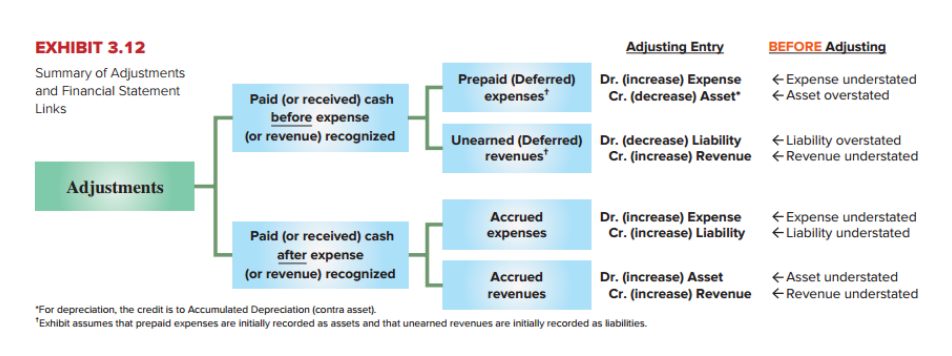 EXHIBIT 3.12
Summary of Adjustments
and Financial Statement
Links
Adjustments
Paid (or received) cash
before expense
(or revenue) recognized
Paid (or received) cash
after expense
(or revenue) recognized
Prepaid (Deferred)
expenses†
Unearned (Deferred)
revenues†
Accrued
expenses
Accrued
revenues
Adjusting Entry
Dr. (increase) Expense
Cr. (decrease) Asset*
Dr. (decrease) Liability
Cr. (increase) Revenue
Dr. (increase) Expense
Cr. (increase) Liability
Dr. (increase) Asset
Cr. (increase) Revenue
BEFORE Adjusting
←Expense understated
←Asset overstated
←Liability overstated
←Revenue understated
←Expense understated
←Liability understated
←Asset understated
←Revenue understated
*For depreciation, the credit is to Accumulated Depreciation (contra asset).
†Exhibit assumes that prepaid expenses are initially recorded as assets and that unearned revenues are initially recorded as liabilities.